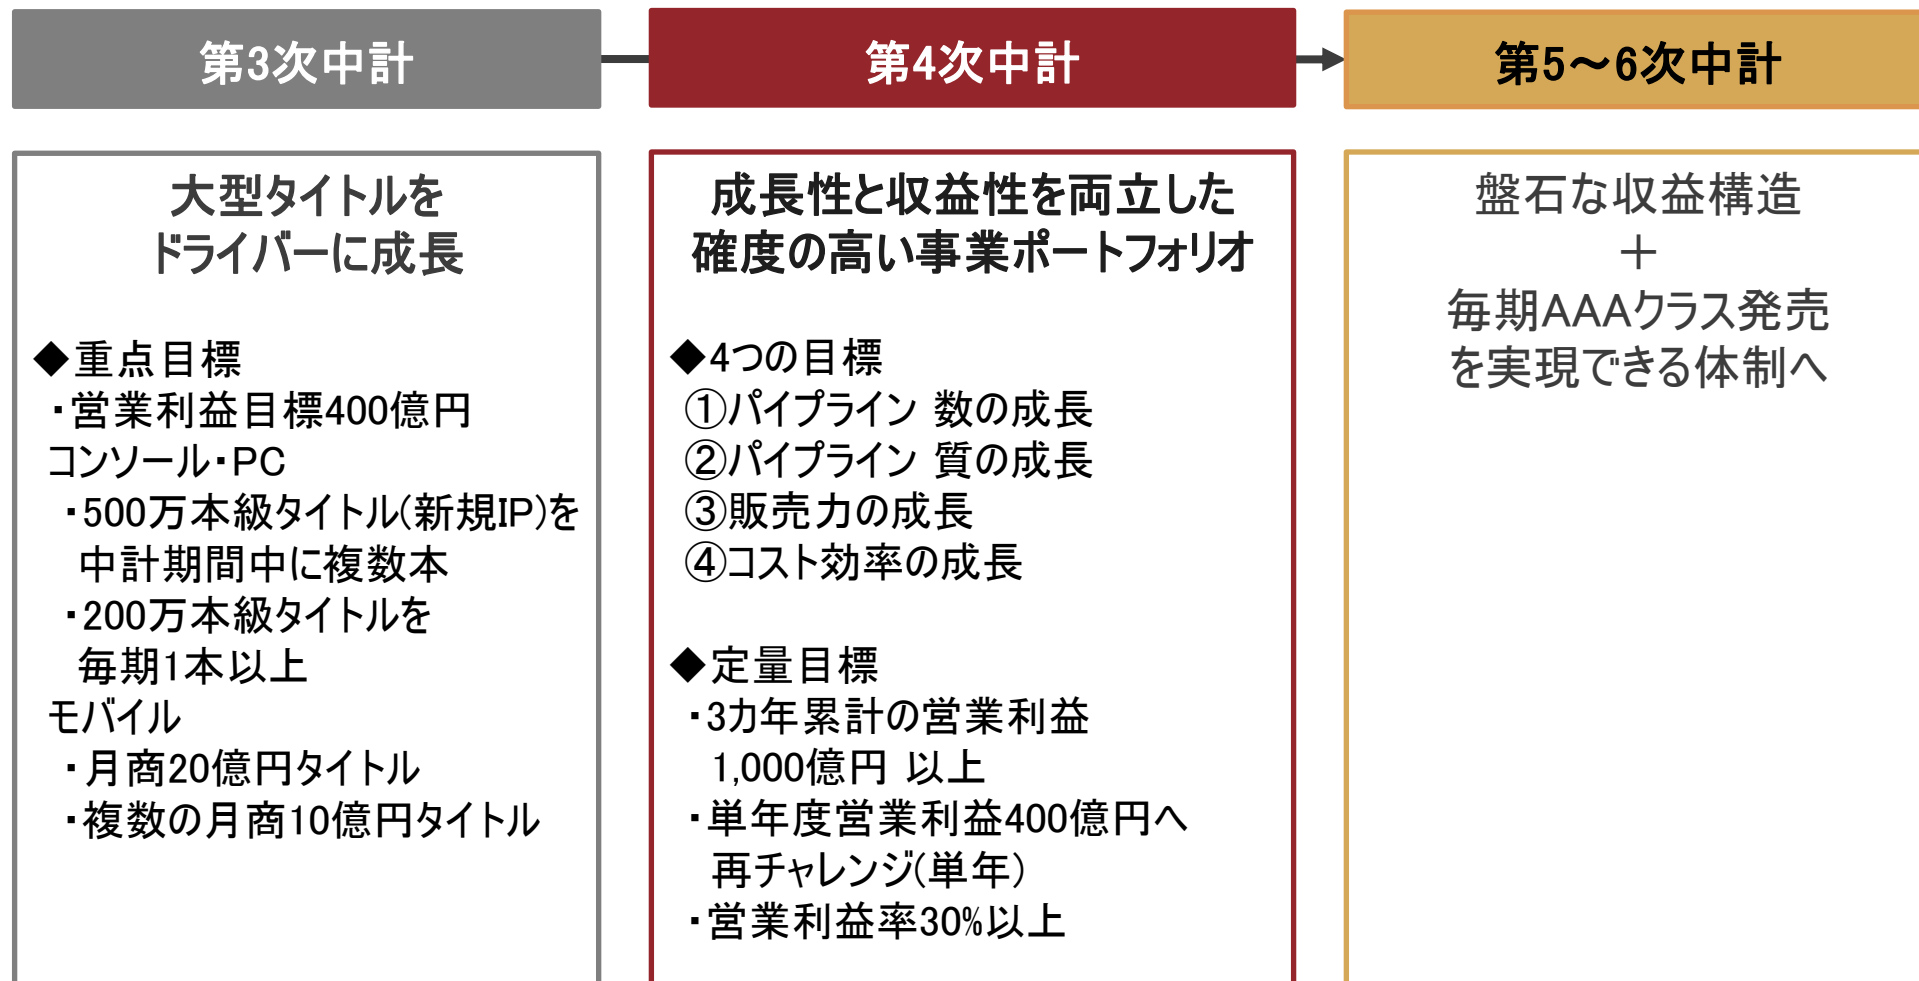 第3次中計
大型タイトルを
ドライバーに成長
◆重点目標
・営業利益目標400億円
コンソール・PC
・500万本級タイトル(新規IP)を
中計期間中に複数本
・200万本級タイトルを
毎期1本以上
モバイル
・月商20億円タイトル
・複数の月商10億円タイトル
第4次中計
成長性と収益性を両立した
確度の高い事業ポートフォリオ
◆4つの目標
①パイプライン 数の成長
②パイプライン 質の成長
③販売力の成長
④コスト効率の成長
◆定量目標
・3カ年累計の営業利益
1,000億円 以上
・単年度営業利益400億円へ
再チャレンジ(単年)
・営業利益率30%以上
第5～6次中計
盤石な収益構造
＋
毎期AAAクラス発売
を実現できる体制へ